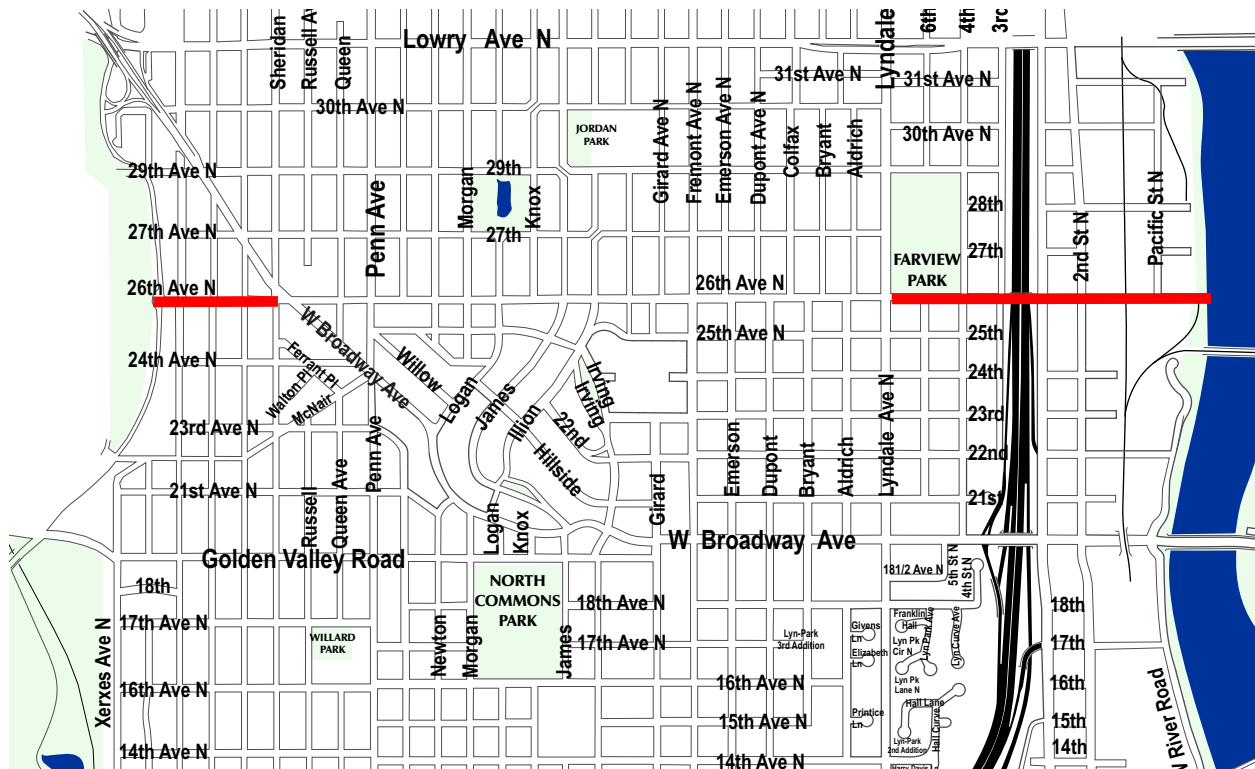 Lowry Ave N
Sheridan
Russell A
Queen
Lyndale
6th
4th
3rd
31st Ave N
31st Ave N
30th Ave N
30th Ave N
JORDAN
PARK
Girard Ave N
Fremont Ave N
Emerson Ave N
Dupont Ave N
Colfax
Bryant
Aldrich
29th Ave N
29th
Penn Ave
Morgan
Knox
28th
2nd St N
Pacific St N
27th Ave N
27th
27th
FARVIEW
PARK
26th Ave N
26th Ave N
W Broadway Ave
25th Ave N
25th
24th Ave N
Ferrant Pl
Walton Pl
McNair
Willow
Logan
James
Ilion
Irving
Irving
22nd
Hillside
24th
23rd
22nd
21st
23rd Ave N
Penn Ave
Lyndale Ave N
Emerson
Dupont
Bryant
Aldrich
21st Ave N
Russell
Queen Ave
Logan
Knox
Girard
Golden Valley Road
W Broadway Ave
18th
NORTH
COMMONS
PARK
181/2 Ave N
5th St N
4th St N
18th Ave N
18th
17th Ave N
WILLARD
PARK
Newton
Morgan
James
17th Ave N
Lyn-Park
3rd Addition
Givens
Ln
Elizabeth
Ln
Franklin
Hall
Lyn Pk
Cir N
Lyn Park Ave
Lyn Curve Ave
17th
Xerxes Ave N
16th Ave N
16th Ave N
Lyn Pk
Lane N
16th
Hall Lane
Hall Curve
Printice
Ln
15th Ave N
15th
Lyn-Park
2nd Addition
14th Ave N
14th Ave N
14th
N River Road